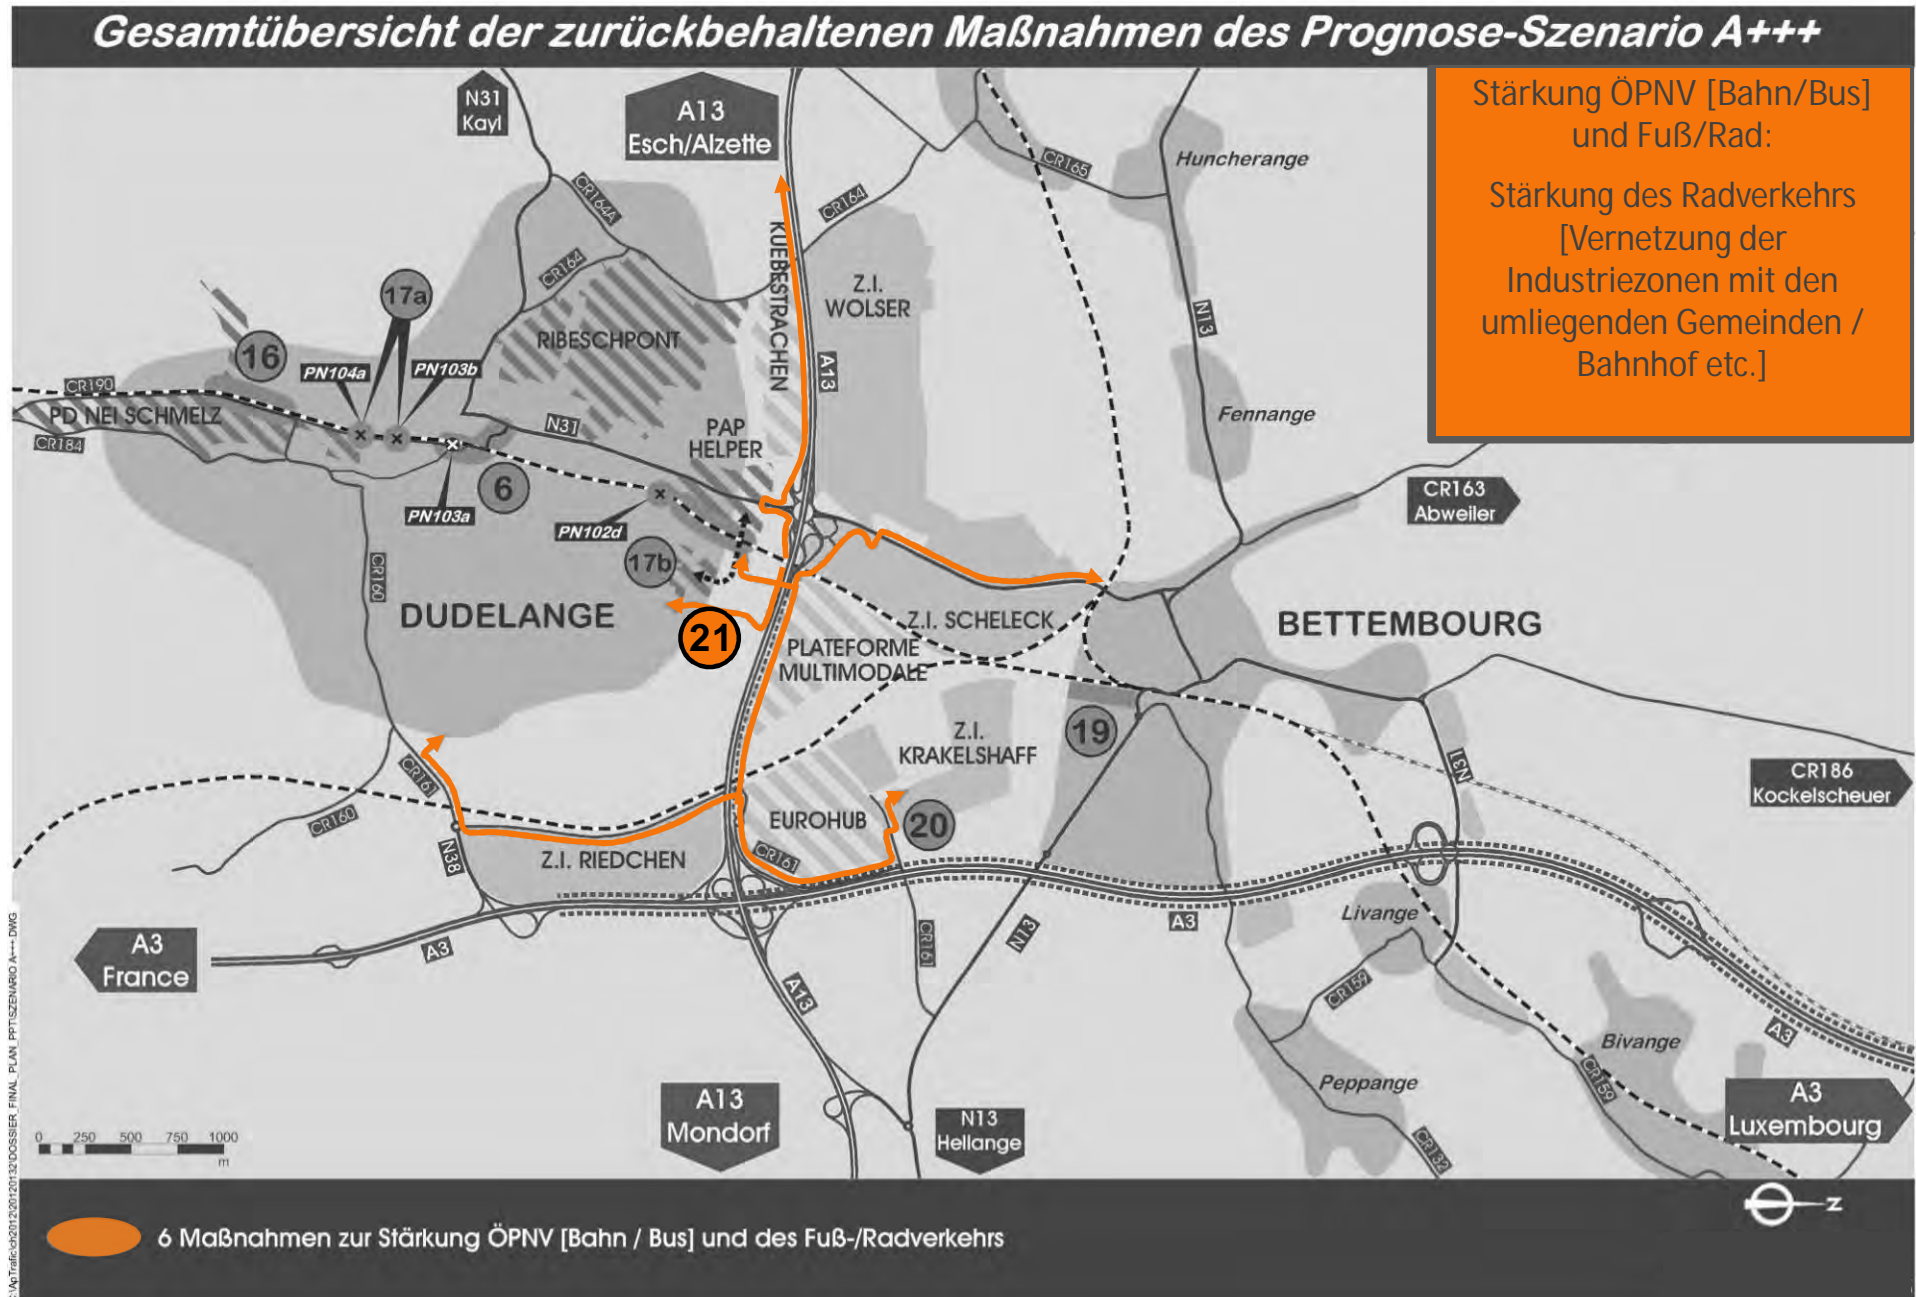 Gesamtübersicht der zurückbehaltenen Maßnahmen des Prognose-Szenario A+++
Stärkung ÖPNV [Bahn/Bus]
und Fuß/Rad:
Stärkung des Radverkehrs
[Vernetzung der
Industriezonen mit den
umliegenden Gemeinden /
Bahnhof etc.]
N31
Kayl
A13
Esch/Alzette
CR165
Huncherange
CR164A
CR164
CR164
KUEBESTRACHEN
Z.I.
WOLSER
N13
17a
RIBESCHPONT
16
PN104a
PN103b
A13
CR190
PD NEI SCHMELZ
CR184
N31
PAP
HELPER
Fennange
6
PN103a
PN102d
CR163
Abweiler
17b
CR160
DUDELANGE
21
Z.I. SCHELECK
BETTEMBOURG
PLATEFORME
MULTIMODALE
19
Z.I.
KRAKELSHAFF
CR161
N31
CR186
Kockelscheuer
CR160
EUROHUB
20
N38
Z.I. RIEDCHEN
CR161
A3
France
A3
A3
Livange
CR161
N13
A13
CR159
A3
Bivange
Peppange
CR159
A13
Mondorf
N13
Hellange
A3
Luxembourg
CR132
0 250 500 750 1000
m
Z
6 Maßnahmen zur Stärkung ÖPNV [Bahn / Bus] und des Fuß-/Radverkehrs